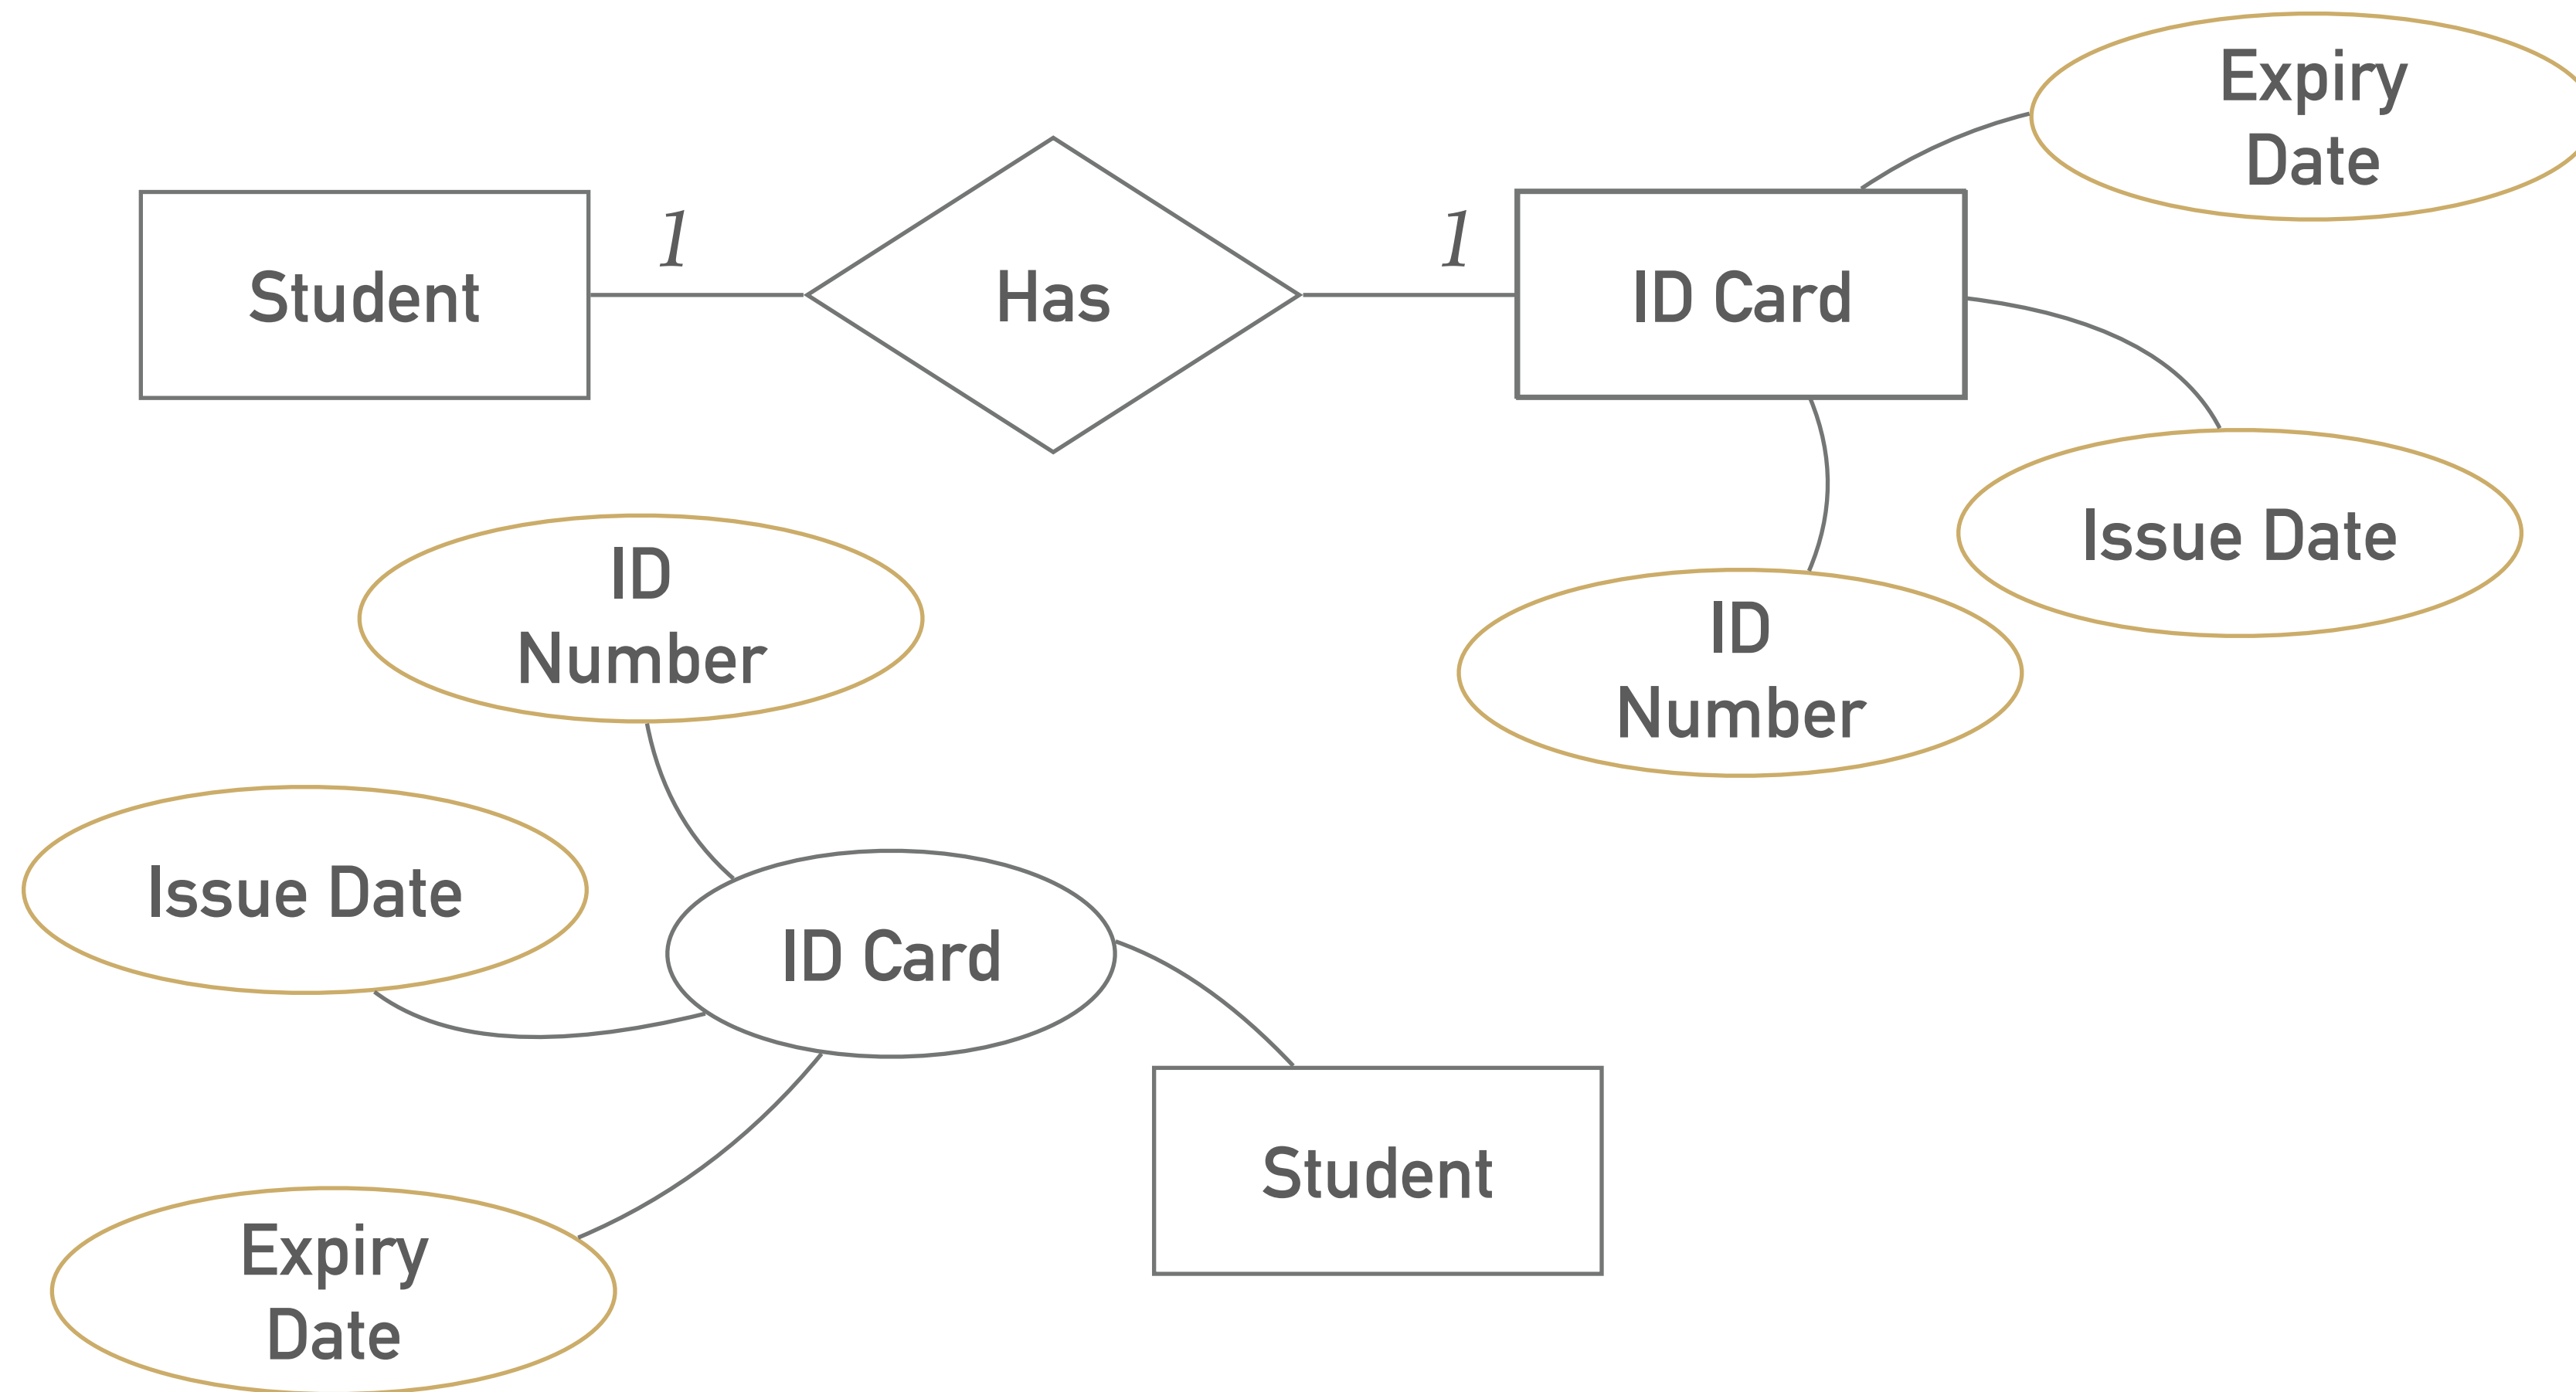 Expiry
Date
Student
1
Has
1
ID Card
Issue Date
ID
Number
ID
Number
Issue Date
ID Card
Student
Expiry
Date